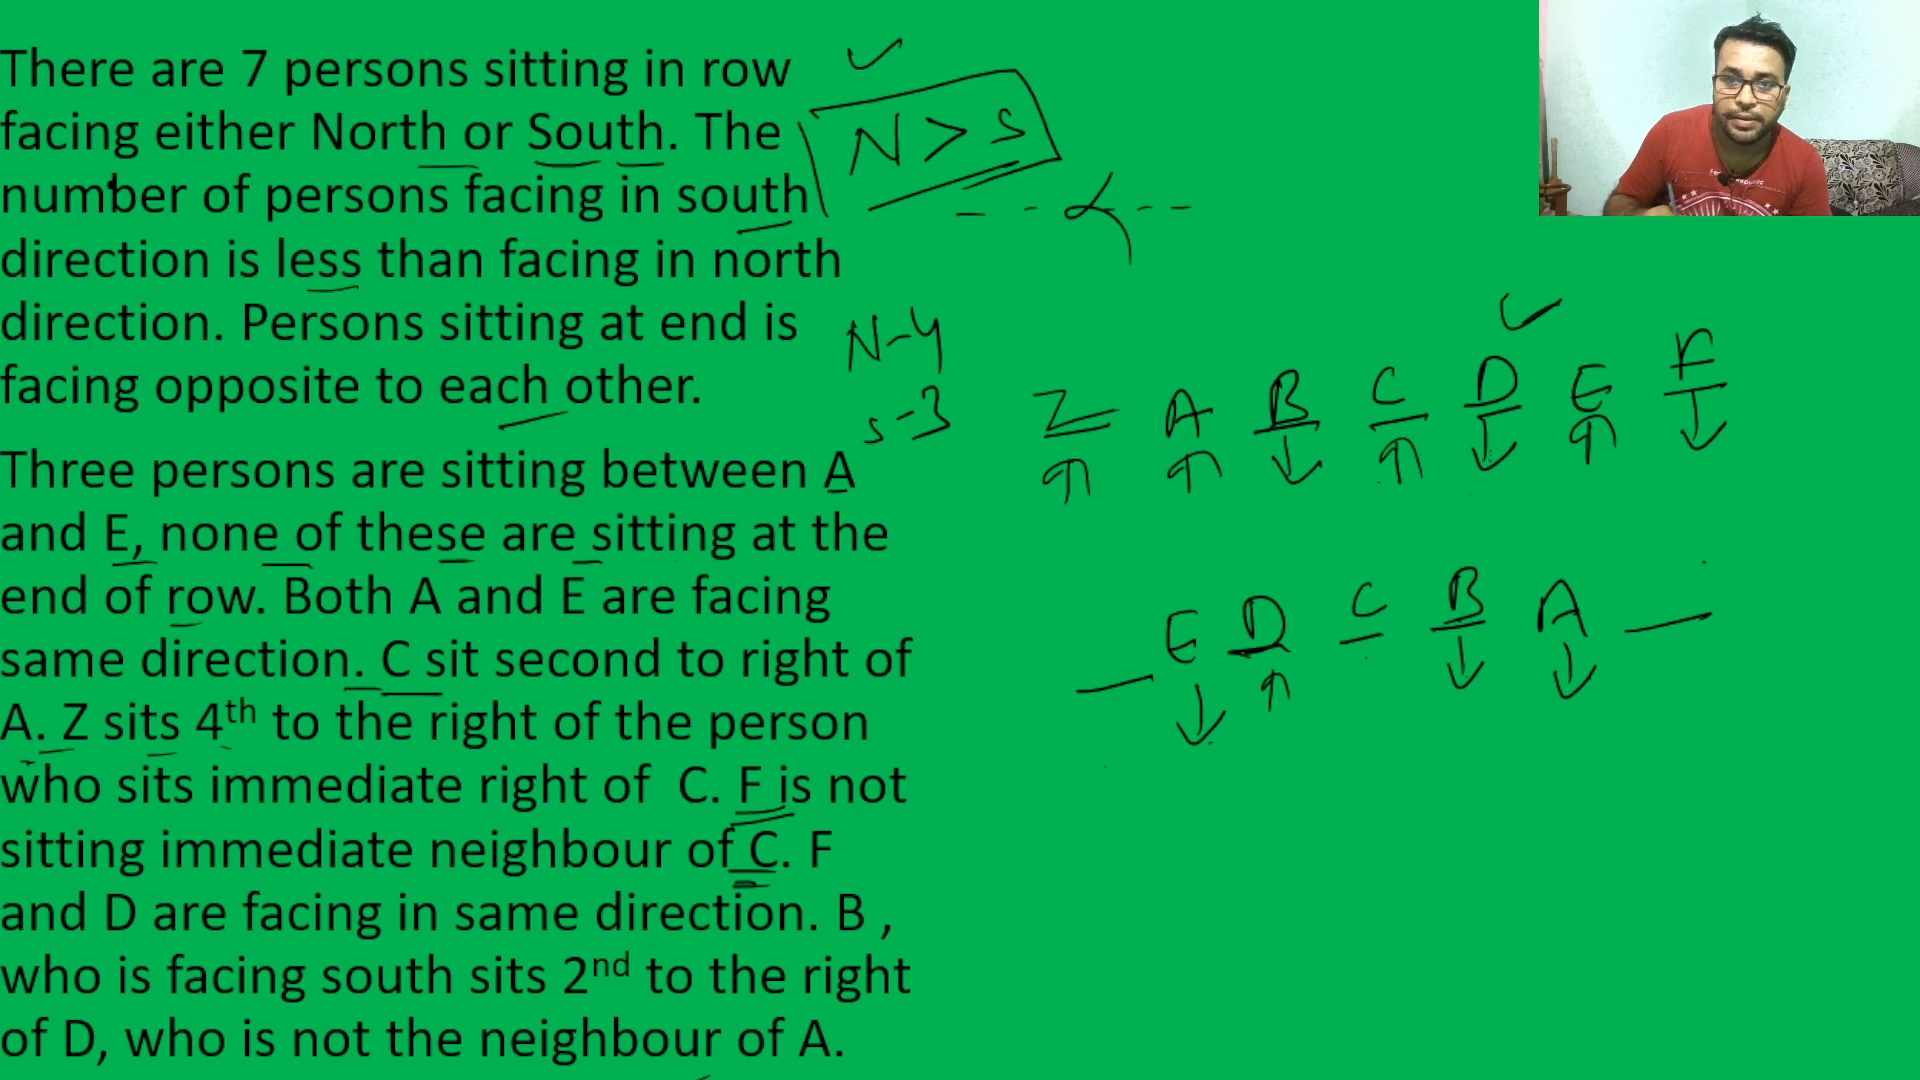 There are 7 persons sitting in row
facing either North or South. The
number of persons facing in south
direction is less than facing in north
direction. Persons sitting at end is
facing opposite to each other.
Three persons are sitting between A
and E, none of these are sitting at the
end of row. Both A and E are facing
same direction. C sit second to right of
A. Z sits 4th to the right of the person
who sits immediate right of C. F is not
sitting immediate neighbour of C. F
and D are facing in same direction. B ,
who is facing south sits 2nd to the right
of D, who is not the neighbour of A.
N > S
N-4
S-3
Z A B C D E F
↑ ↑ ↓ ↑ ↓ ↑ ↓
E D C B A
↓ ↑ ↓ ↓